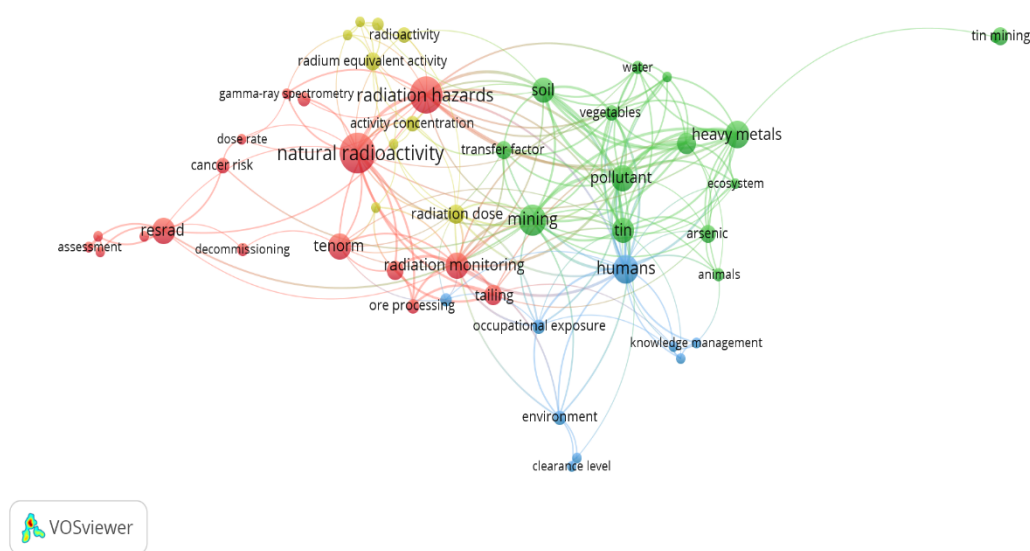 radioactivity
tin mining
radium equivalent activity
water
gamma-ray spectrometry
radiation hazards
soil
vegetables
activity concentration
heavy metals
dose rate
natural radioactivity
transfer factor
cancer risk
pollutant
ecosystem
radiation dose
mining
resrad
tin
arsenic
assessment
decommissioning
tenorm
radiation monitoring
humans
animals
tailing
ore processing
occupational exposure
knowledge management
environment
clearance level
VOSviewer